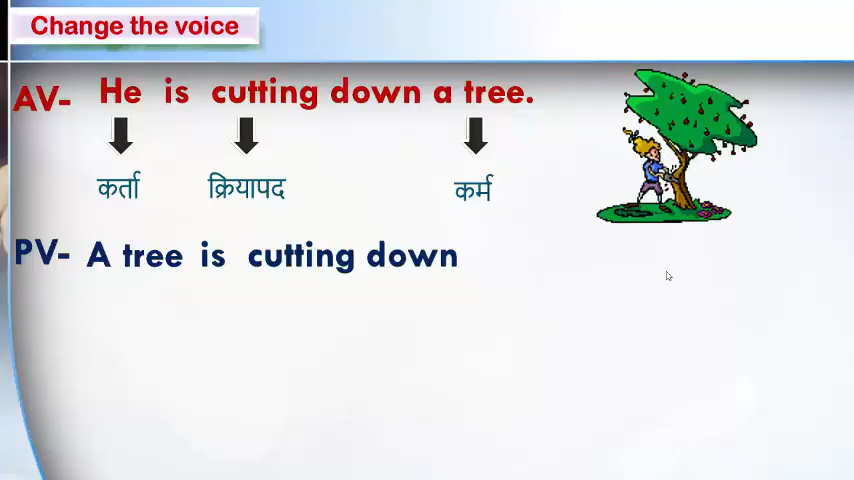 Change the voice
AV- He is cutting down a tree.
कर्ता क्रियापद कर्म
PV- A tree is cutting down